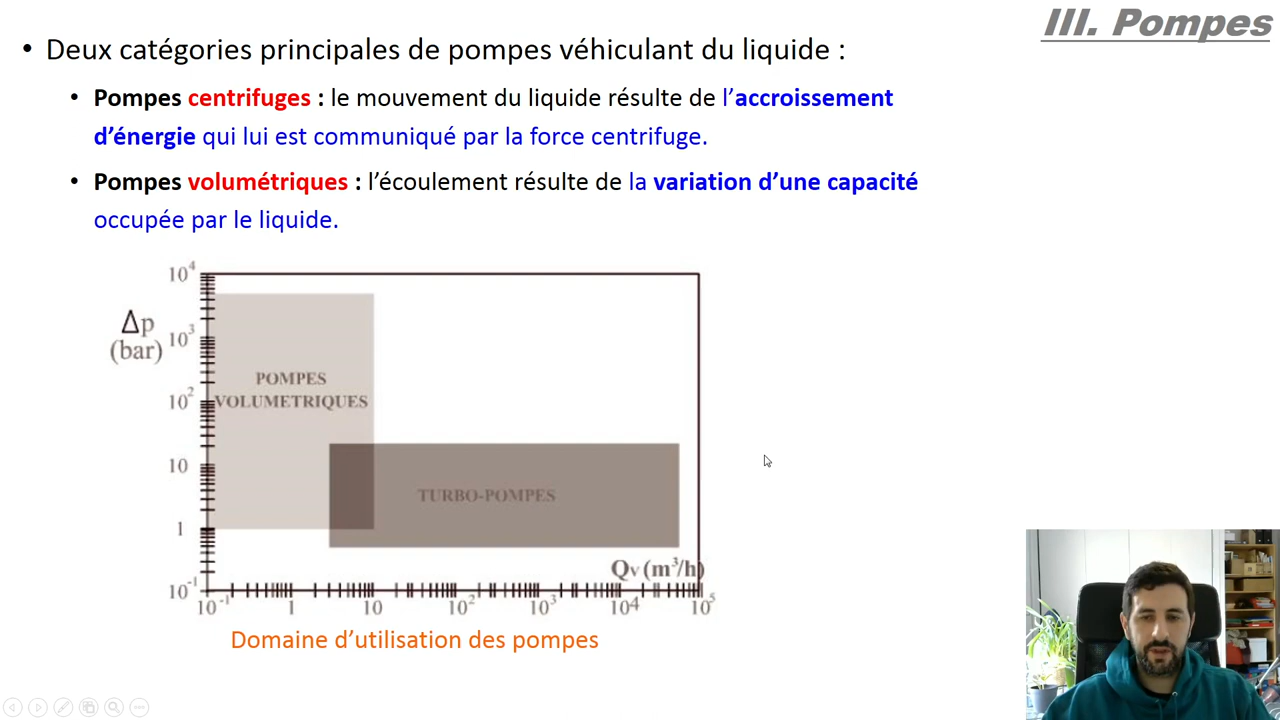 III. Pompes
• Deux catégories principales de pompes véhiculant du liquide :
• Pompes centrifuges : le mouvement du liquide résulte de l’accroissement
d’énergie qui lui est communiqué par la force centrifuge.
• Pompes volumétriques : l’écoulement résulte de la variation d’une capacité
occupée par le liquide.
10⁴
Δp
(bar)
10³
POMPES
VOLUMETRIQUES
10²
10
TURBO-POMPES
1
Qv (m³/h)
10⁻¹
10⁻¹ 1 10 10² 10³ 10⁴ 10⁵
Domaine d’utilisation des pompes